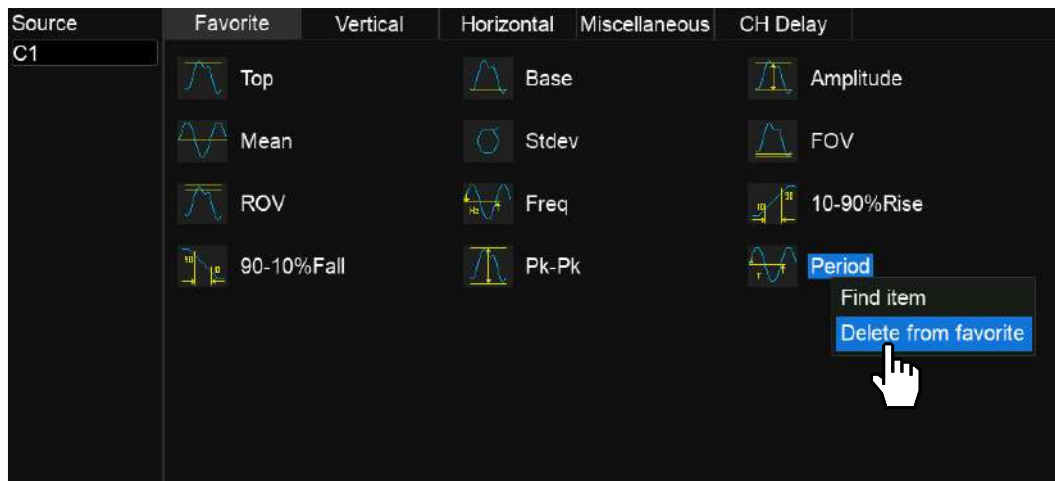 Source Favorite Vertical Horizontal Miscellaneous CH Delay
C1
Top Base Amplitude
Mean Stdev FOV
ROV Freq 10-90%Rise
90-10%Fall Pk-Pk Period
Find item
Delete from favorite